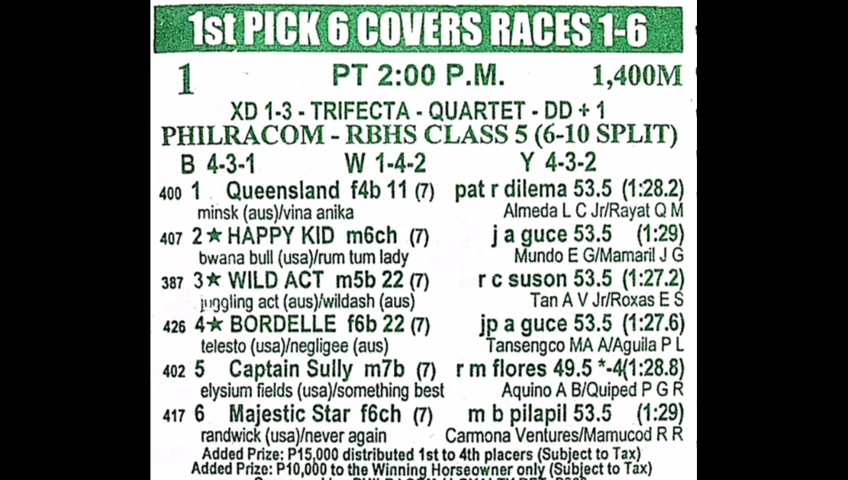 1st PICK 6 COVERS RACES 1-6
1 PT 2:00 P.M. 1,400M
XD 1-3 - TRIFECTA - QUARTET - DD + 1
PHILRACOM - RBHS CLASS 5 (6-10 SPLIT)
B 4-3-1 W 1-4-2 Y 4-3-2
400 1 Queensland f4b 11 (7) pat r dilema 53.5 (1:28.2)
minsk (aus)/vina anika Almeda L C Jr/Rayat Q M
407 2★ HAPPY KID m6ch (7) j a guce 53.5 (1:29)
bwana bull (usa)/rum tum lady Mundo E G/Mamaril J G
387 3★ WILD ACT m5b 22 (7) r c suson 53.5 (1:27.2)
juggling act (aus)/wildash (aus) Tan A V Jr/Roxas E S
426 4★ BORDELLE f6b 22 (7) jp a guce 53.5 (1:27.6)
telesto (usa)/negligee (aus) Tansengco MA A/Aguila P L
402 5 Captain Sully m7b (7) r m flores 49.5 *-4(1:28.8)
elysium fields (usa)/something best Aquino A B/Quiped P G R
417 6 Majestic Star f6ch (7) m b pilapil 53.5 (1:29)
randwick (usa)/never again Carmona Ventures/Mamucod R R
Added Prize: P15,000 distributed 1st to 4th placers (Subject to Tax)
Added Prize: P10,000 to the Winning Horseowner only (Subject to Tax)